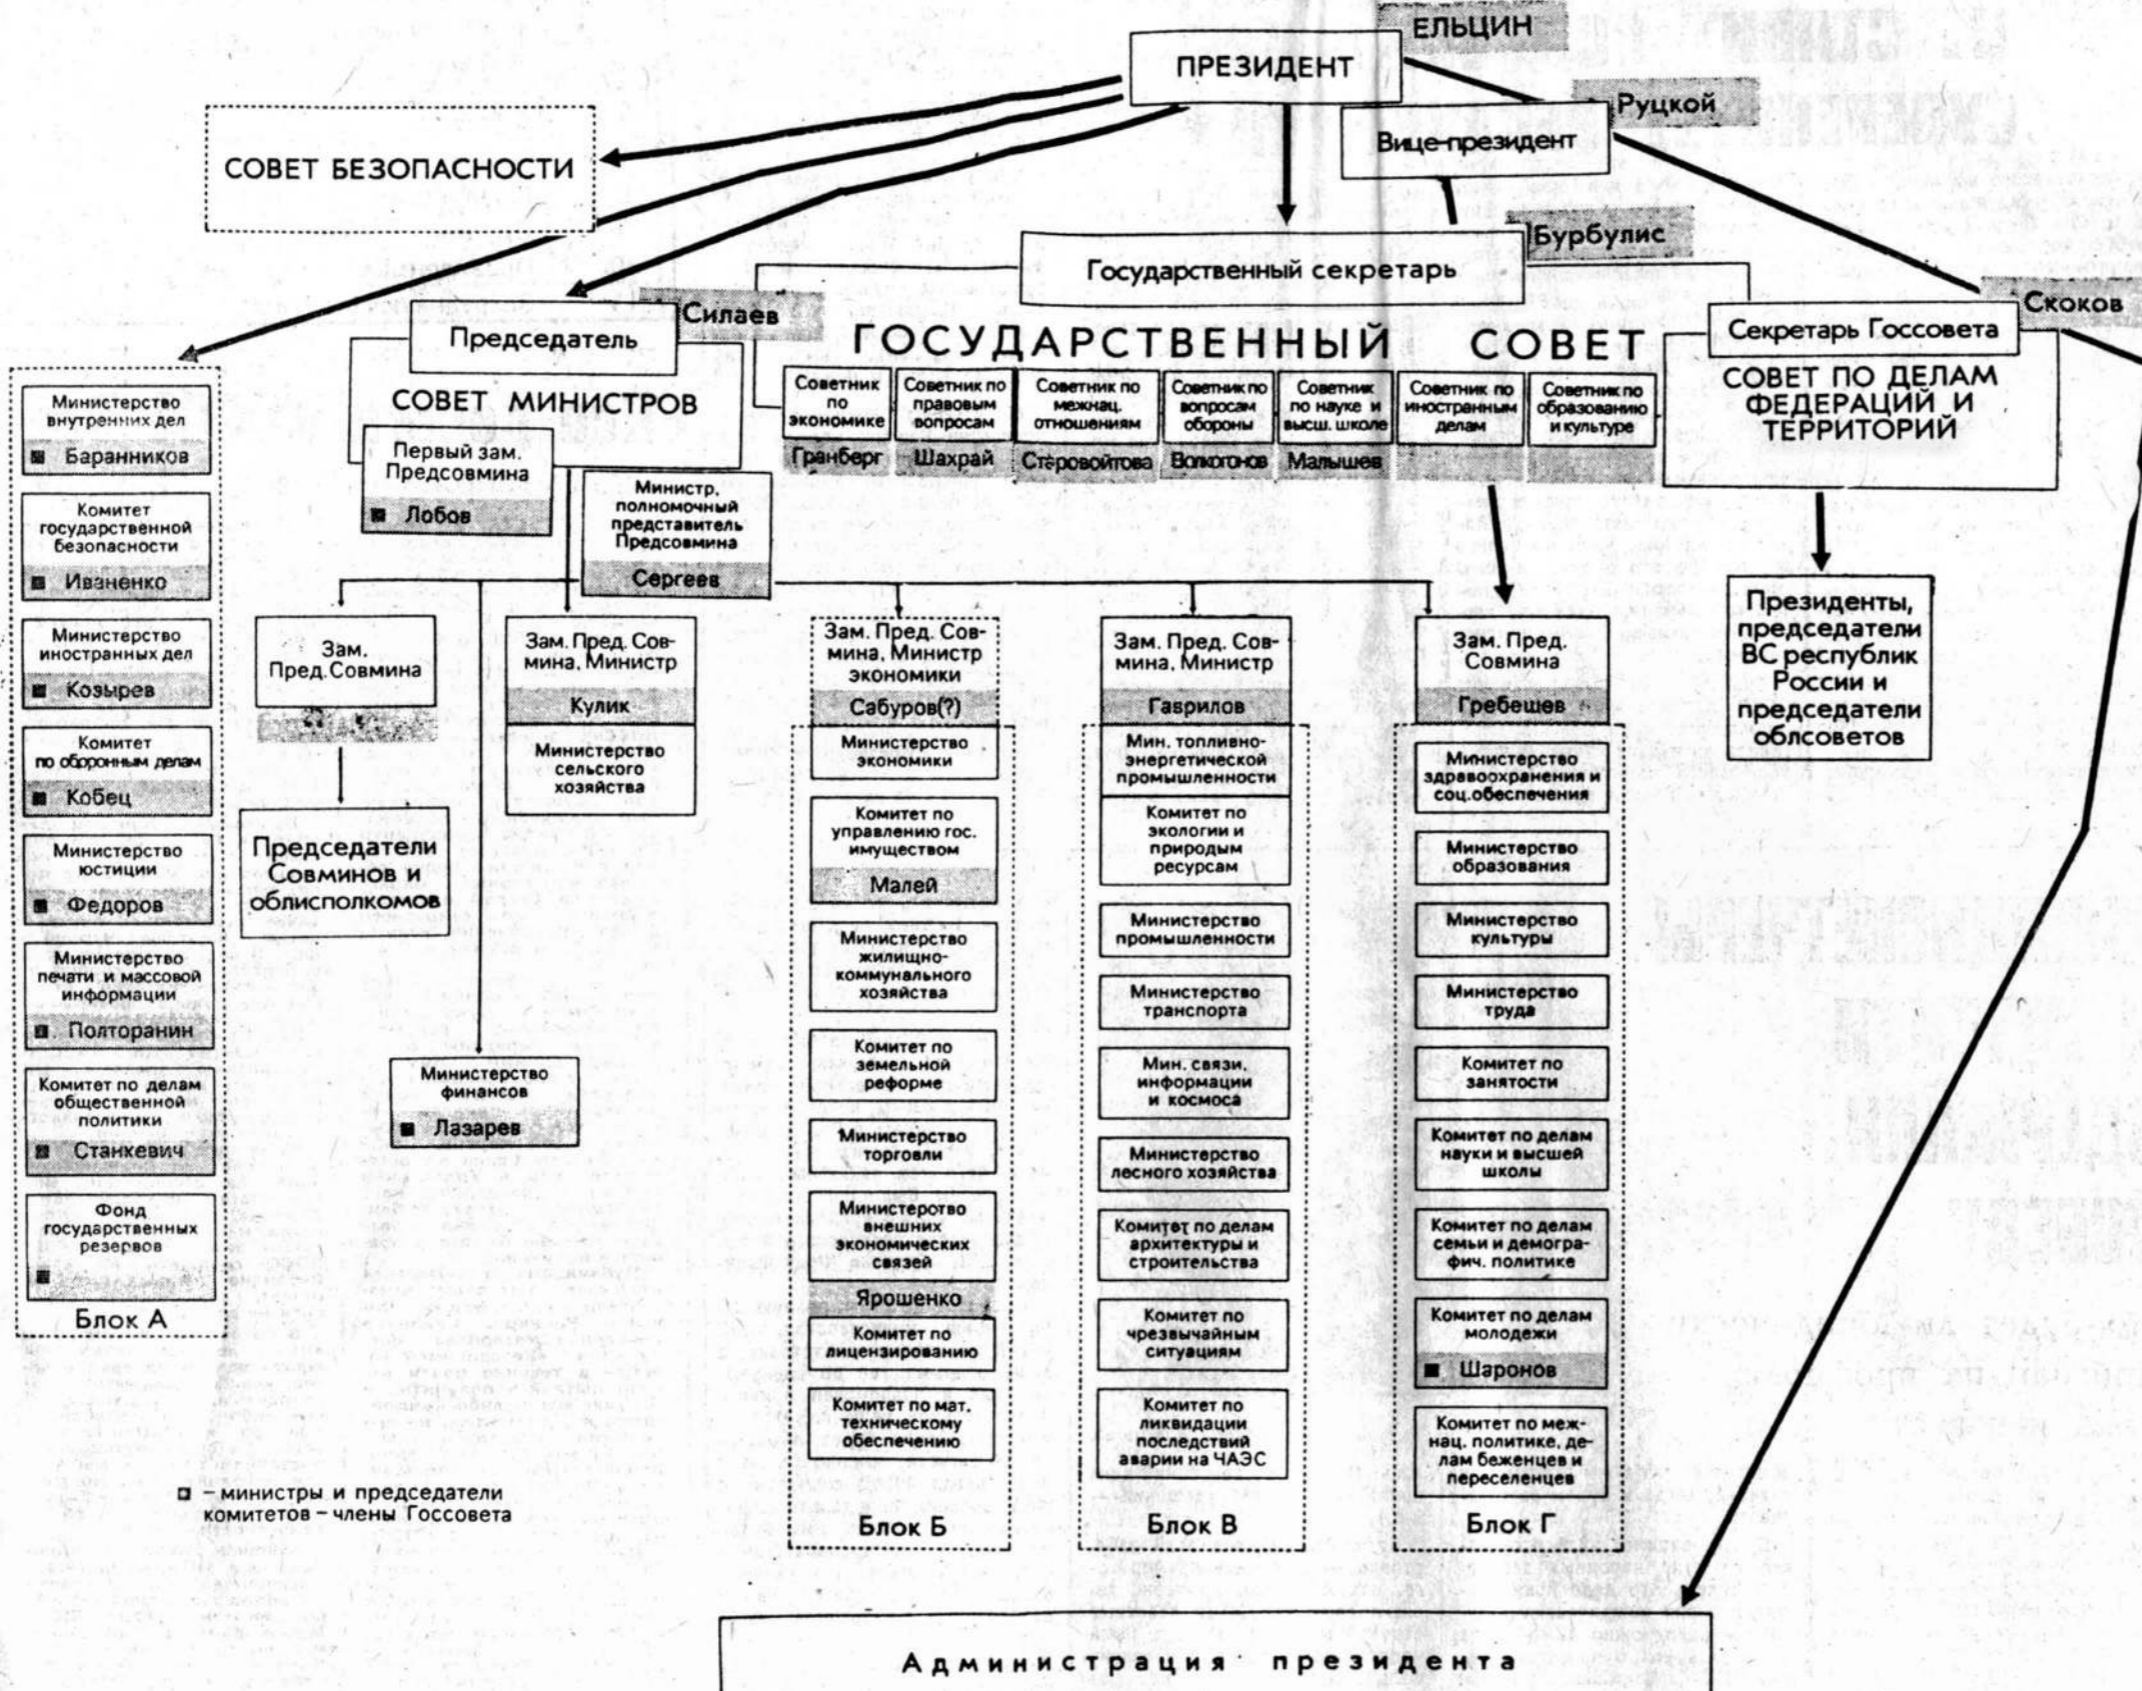 ЕЛЬЦИН
ПРЕЗИДЕНТ
Руцкой
Вице-президент
СОВЕТ БЕЗОПАСНОСТИ
Бурбулис
Государственный секретарь
Скоков
Секретарь Госсовета
СОВЕТ ПО ДЕЛАМ
ФЕДЕРАЦИЙ И
ТЕРРИТОРИЙ
Силаев
Председатель
СОВЕТ МИНИСТРОВ
Первый зам.
Предсовмина
Лобов
Министр,
полномочный
представитель
Предсовмина
Сергеев
ГОСУДАРСТВЕННЫЙ СОВЕТ
Советник
по
экономике
Гранберг
Советник по
правовым
вопросам
Шахрай
Советник по
межнац.
отношениям
Старовойтова
Советник по
вопросам
обороны
Волкогонов
Советник
по науке и
высш. школе
Малышев
Советник по
иностранным
делам
Советник по
образованию
и культуре
Министерство
внутренних дел
Баранников
Комитет
государственной
безопасности
Иваненко
Министерство
иностранных дел
Козырев
Комитет
по оборонным делам
Кобец
Министерство
юстиции
Федоров
Министерство
печати и массовой
информации
Полторанин
Комитет по делам
общественной
политики
Станкевич
Фонд
государственных
резервов
Блок А
Зам.
Пред.Совмина
Председатели
Совминов и
облисполкомов
Зам. Пред. Сов-
мина, Министр
Кулик
Министерство
сельского
хозяйства
Министерство
финансов
Лазарев
Зам. Пред. Сов-
мина, Министр
экономики
Сабуров(?)
Министерство
экономики
Комитет по
управлению гос.
имуществом
Малей
Министерство
жилищно-
коммунального
хозяйства
Комитет по
земельной
реформе
Министерство
торговли
Министеротво
внешних
экономических
связей
Ярошенко
Комитет по
лицензированию
Комитет по мат.
техническому
обеспечению
Блок Б
Зам. Пред. Сов-
мина, Министр
Гаврилов
Мин. топливно-
энергетической
промышленности
Комитет по
экологии и
природым
ресурсам
Министерство
промышленности
Министерство
транспорта
Мин. связи,
информации
и космоса
Министерство
лесного хозяйства
Комитет по делам
архитектуры и
строительства
Комитет по
чрезвычайным
ситуациям
Комитет по
ликвидации
последствий
аварии на ЧАЭС
Блок В
Зам. Пред.
Совмина
Гребешев
Министерство
здравоохранения и
соц.обеспечения
Министерство
образования
Министерство
культуры
Министерство
труда
Комитет по
занятости
Комитет по делам
науки и высшей
школы
Комитет по делам
семьи и демогра-
фич. политике
Комитет по делам
молодежи
Шаронов
Комитет по меж-
нац. политике, де-
лам беженцев и
переселенцев
Блок Г
Президенты,
председатели
ВС республик
России и
председатели
облсоветов
– министры и председатели
комитетов – члены Госсовета
Администрация президента